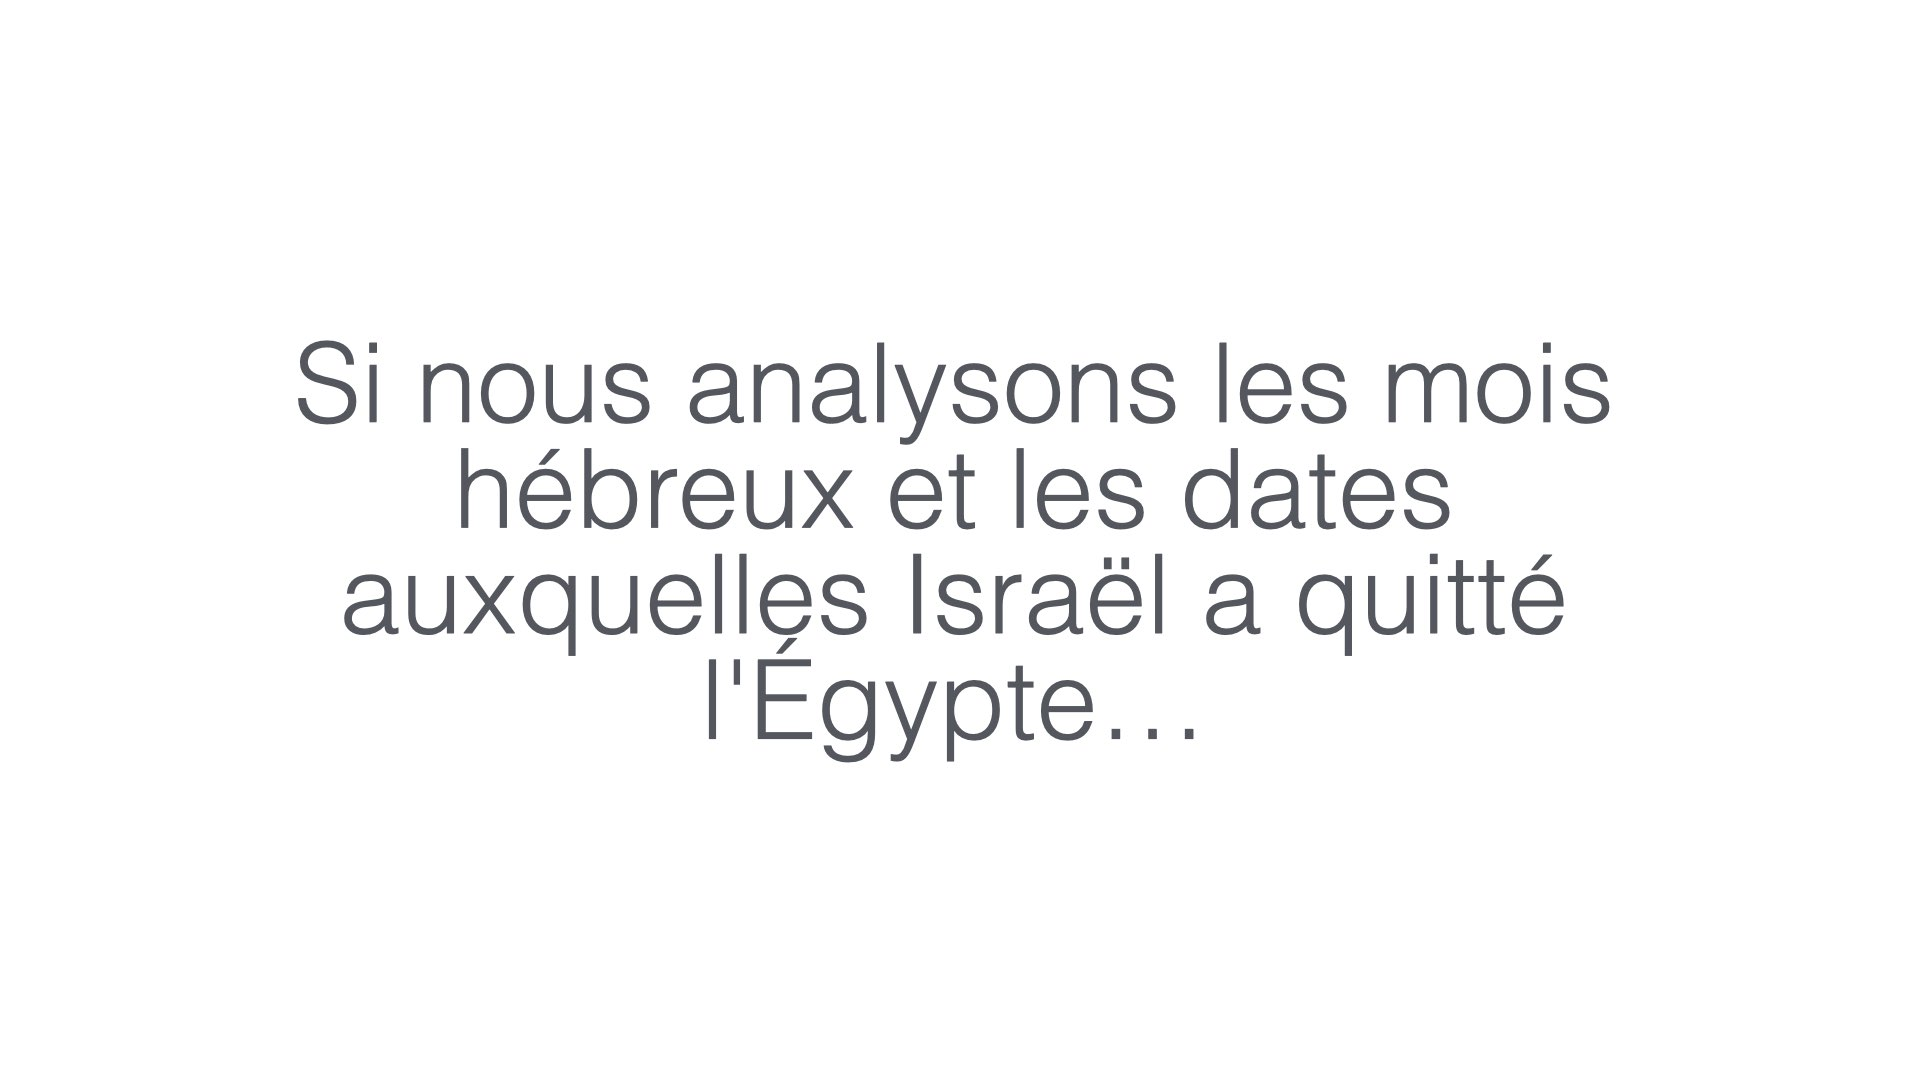 Si nous analysons les mois
hébreux et les dates
auxquelles Israël a quitté
l'Égypte…